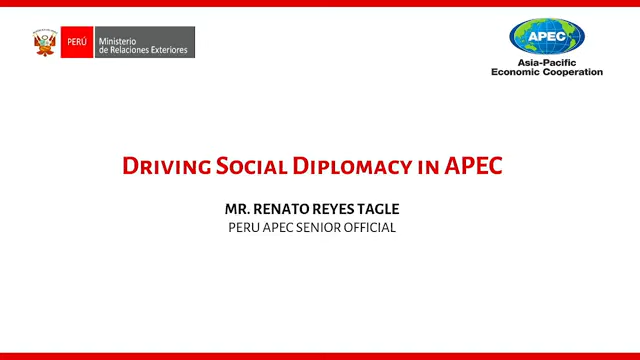 PERÚ
Ministerio
de Relaciones Exteriores
APEC
Asia-Pacific
Economic Cooperation
DRIVING SOCIAL DIPLOMACY IN APEC
MR. RENATO REYES TAGLE
PERU APEC SENIOR OFFICIAL